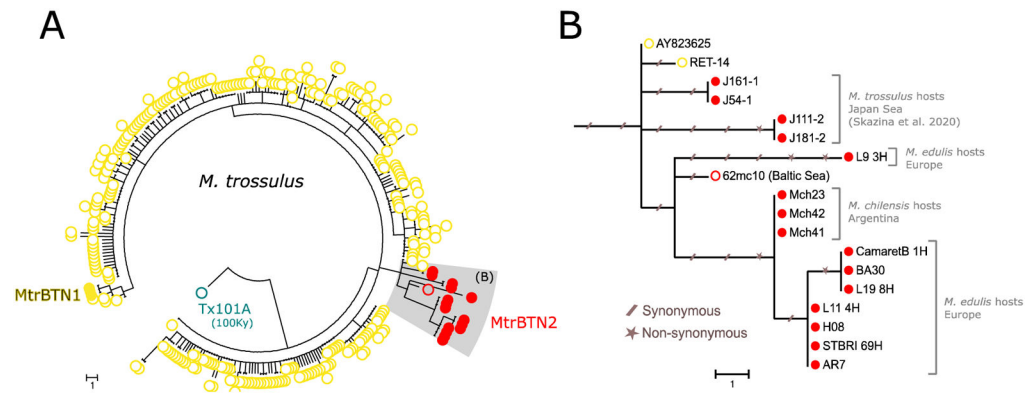 A
M. trossulus
MtrBTN1
Tx101A
(100Ky)
(B)
MtrBTN2
1
B
AY823625
RET-14
J161-1
J54-1
J111-2
J181-2
M. trossulus hosts
Japan Sea
(Skazina et al. 2020)
L9 3H
M. edulis hosts
Europe
62mc10 (Baltic Sea)
Mch23
Mch42
Mch41
M. chilensis hosts
Argentina
CamaretB 1H
BA30
L19 8H
L11 4H
H08
STBRI 69H
AR7
M. edulis hosts
Europe
Synonymous
Non-synonymous
1